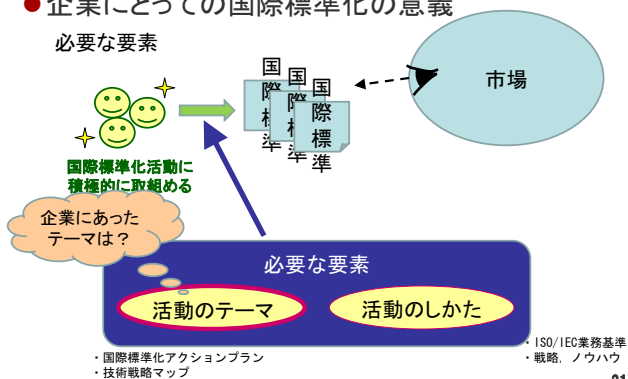 ●企業にとっての国際標準化の意義
必要な要素
国際標準
国際標準
国際標準
市場
国際標準化活動に
積極的に取組める
企業にあった
テーマは？
必要な要素
活動のテーマ
活動のしかた
・国際標準化アクションプラン
・技術戦略マップ
・ISO/IEC業務基準
・戦略，ノウハウ
21